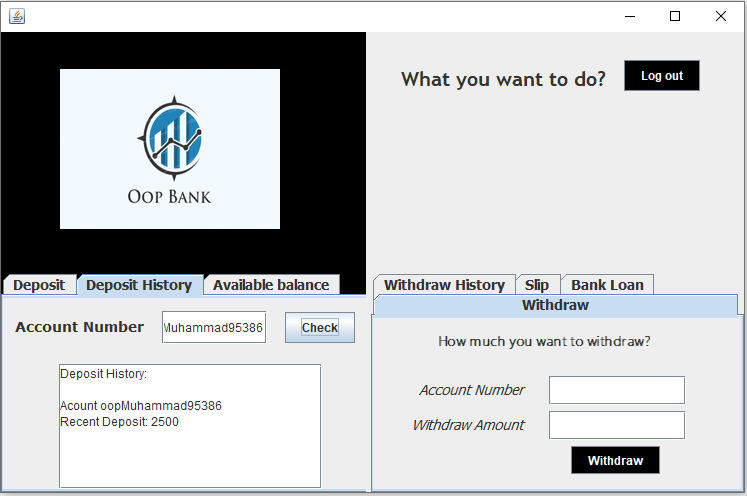 What you want to do?
Log out
OOP BANK
Deposit
Deposit History
Available balance
Account Number
Muhammad95386
Check
Deposit History:
Acount oopMuhammad95386
Recent Deposit: 2500
Withdraw History
Slip
Bank Loan
Withdraw
How much you want to withdraw?
Account Number
Withdraw Amount
Withdraw